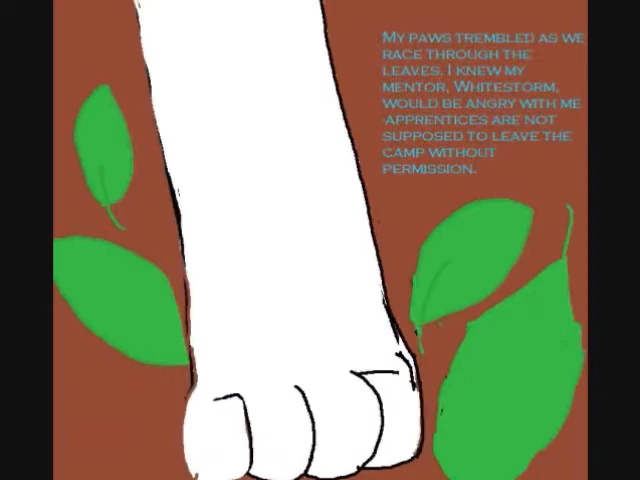 My paws trembled as we
race through the
leaves. I knew my
mentor, Whitestorm,
would be angry with me
apprentices are not
supposed to leave the
camp without
permission.